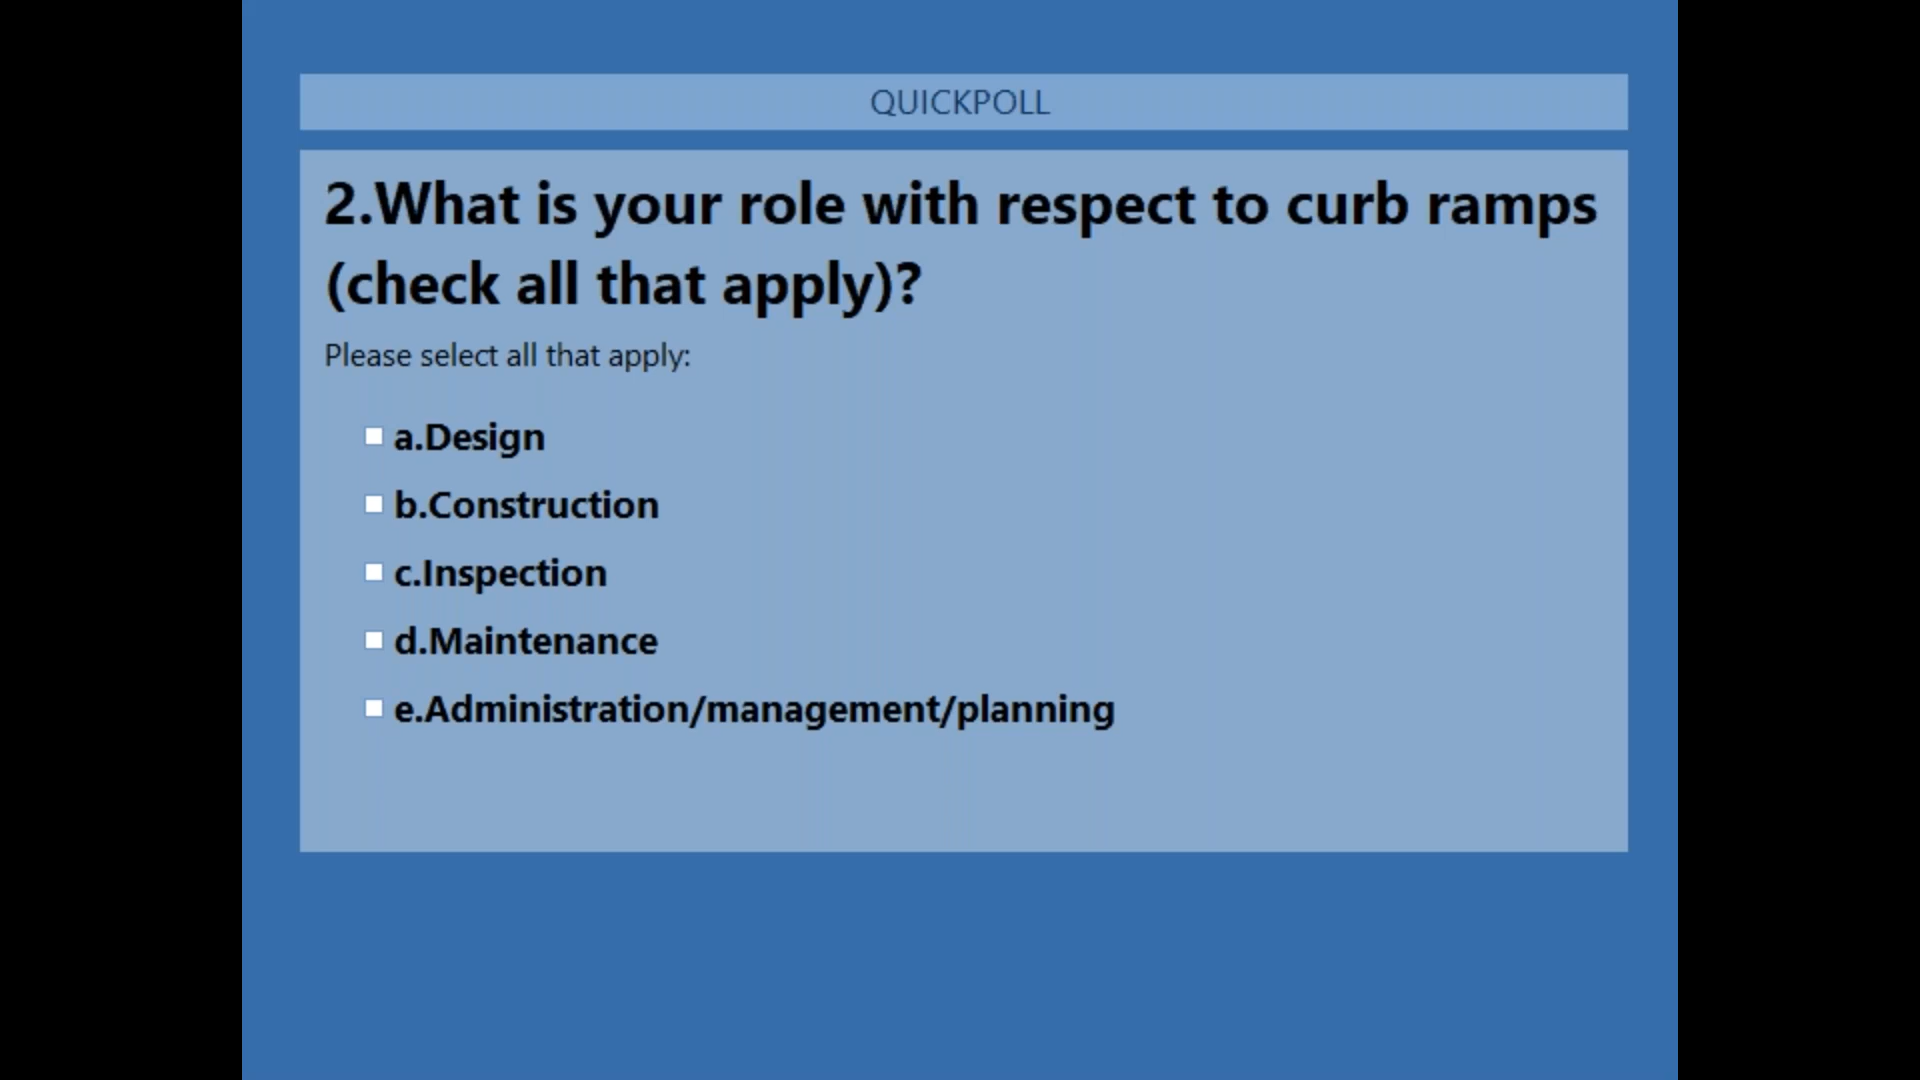 QUICKPOLL
2.What is your role with respect to curb ramps
(check all that apply)?
Please select all that apply:
a.Design
b.Construction
c.Inspection
d.Maintenance
e.Administration/management/planning